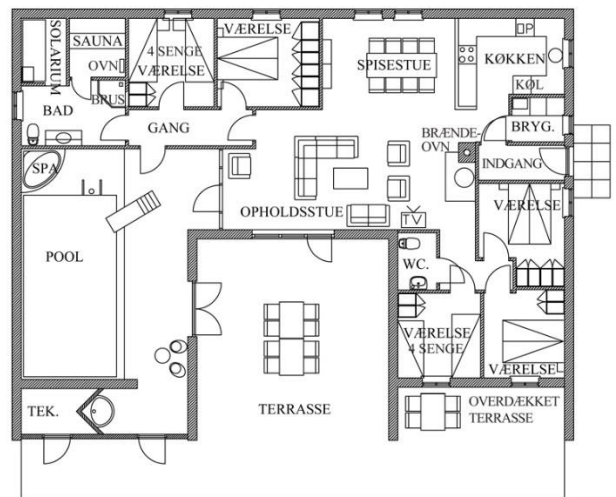 SOLARIUM
SAUNA
OVN
BRUS
BAD
4 SENGE
VÆRELSE
VÆRELSE
SPISESTUE
P
KØKKEN
KØL
BRYG.
GANG
BRÆNDE-
OVN
INDGANG
SPA
OPHOLDSSTUE
TV
VÆRELSE
POOL
WC.
VÆRELSE
4 SENGE
VÆRELSE
TEK.
TERRASSE
OVERDÆKKET
TERRASSE